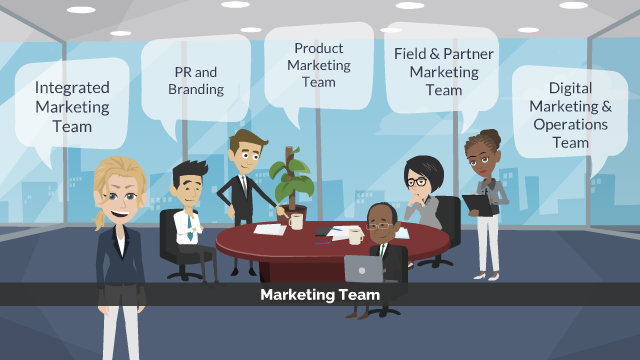 Integrated
Marketing
Team
PR and
Branding
Product
Marketing
Team
Field & Partner
Marketing
Team
Digital
Marketing &
Operations
Team
Marketing Team